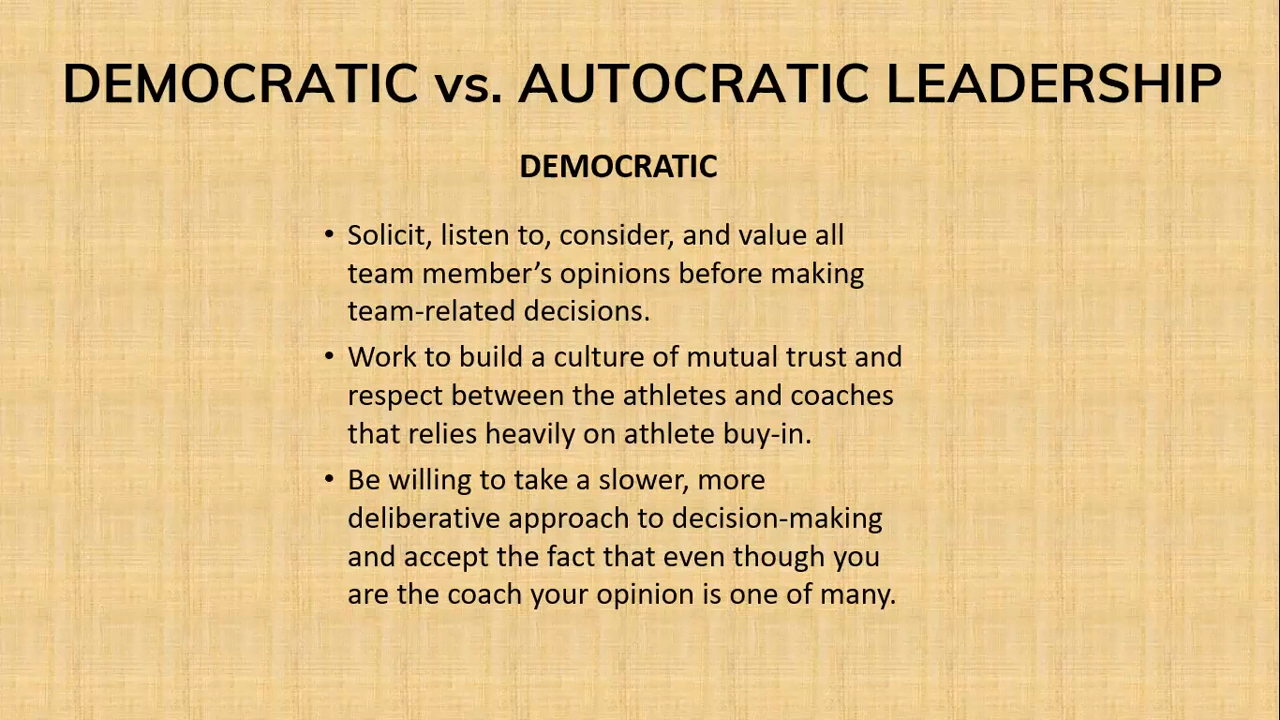 DEMOCRATIC vs. AUTOCRATIC LEADERSHIP
DEMOCRATIC
• Solicit, listen to, consider, and value all
team member’s opinions before making
team-related decisions.
• Work to build a culture of mutual trust and
respect between the athletes and coaches
that relies heavily on athlete buy-in.
• Be willing to take a slower, more
deliberative approach to decision-making
and accept the fact that even though you
are the coach your opinion is one of many.